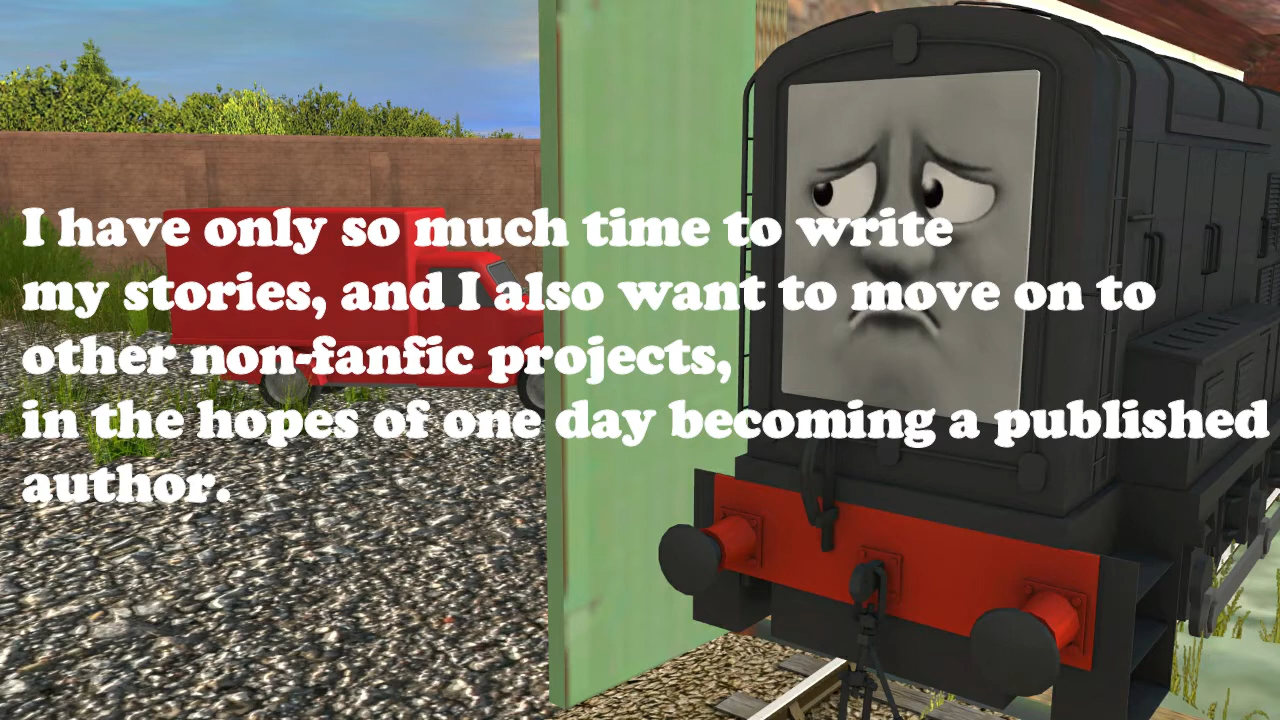 I have only so much time to write
my stories, and I also want to move on to
other non-fanfic projects,
in the hopes of one day becoming a published
author.